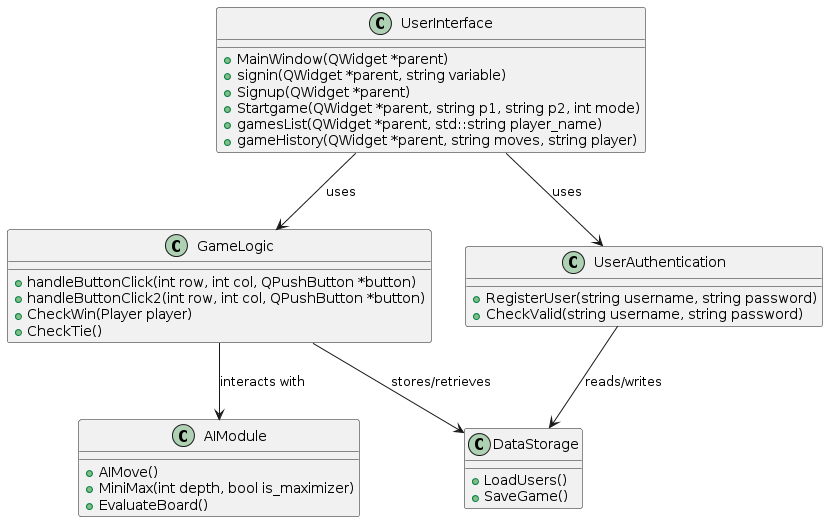 C UserInterface
MainWindow(QWidget *parent)
signin(QWidget *parent, string variable)
Signup(QWidget *parent)
Startgame(QWidget *parent, string p1, string p2, int mode)
gamesList(QWidget *parent, std::string player_name)
gameHistory(QWidget *parent, string moves, string player)
uses
uses
C GameLogic
handleButtonClick(int row, int col, QPushButton *button)
handleButtonClick2(int row, int col, QPushButton *button)
CheckWin(Player player)
CheckTie()
C UserAuthentication
RegisterUser(string username, string password)
CheckValid(string username, string password)
interacts with
stores/retrieves
reads/writes
C AIModule
AIMove()
MiniMax(int depth, bool is_maximizer)
EvaluateBoard()
C DataStorage
LoadUsers()
SaveGame()